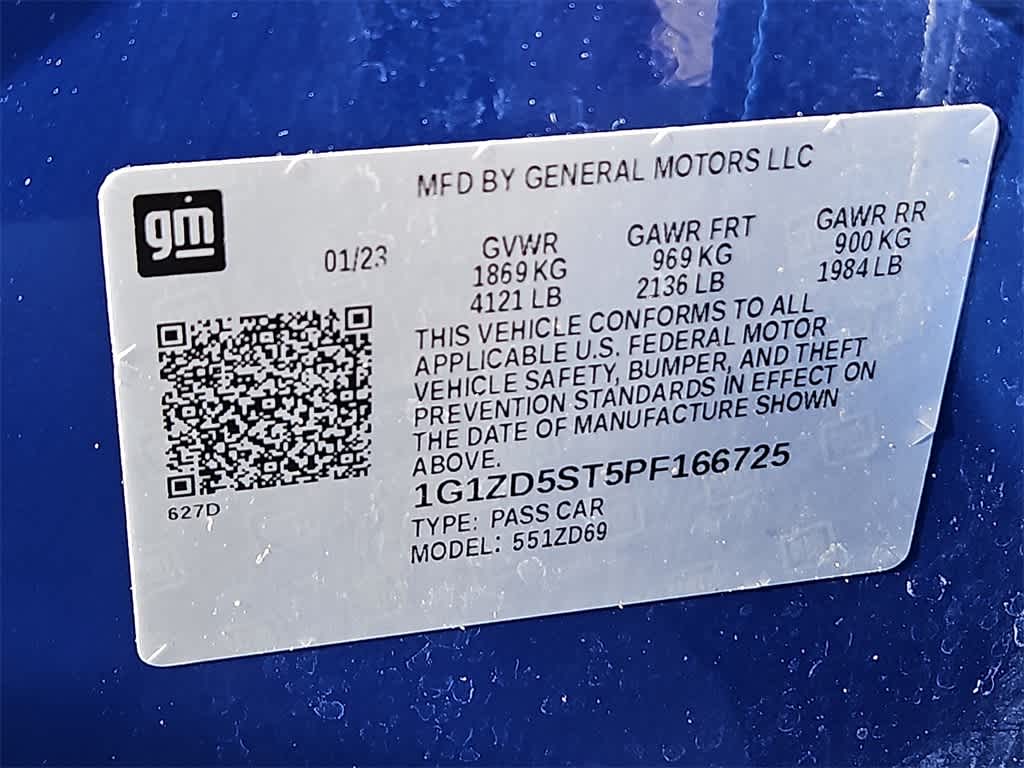 gm
MFD BY GENERAL MOTORS LLC
01/23
GVWR
1869 KG
4121 LB
GAWR FRT
969 KG
2136 LB
GAWR RR
900 KG
1984 LB
THIS VEHICLE CONFORMS TO ALL
APPLICABLE U.S. FEDERAL MOTOR
VEHICLE SAFETY, BUMPER, AND THEFT
PREVENTION STANDARDS IN EFFECT ON
THE DATE OF MANUFACTURE SHOWN
ABOVE.
1G1ZD5ST5PF166725
TYPE: PASS CAR
MODEL: 551ZD69
627D